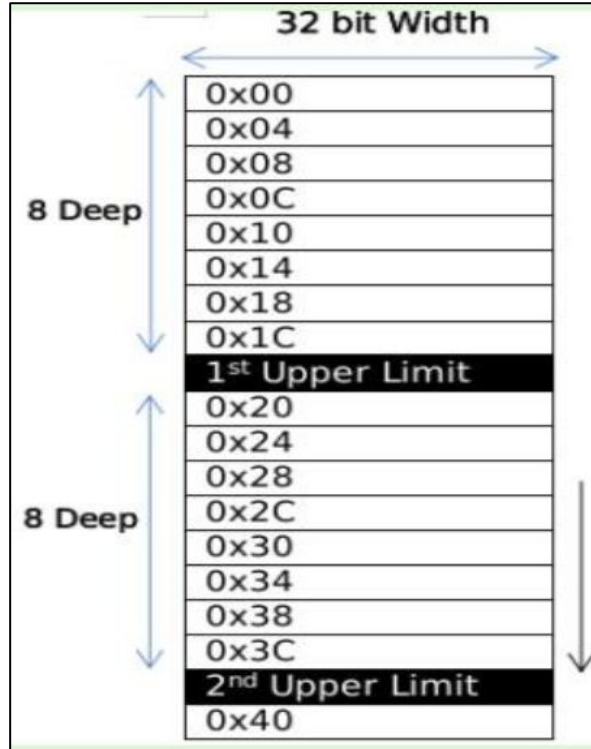 32 bit Width
0x00
0x04
0x08
8 Deep
0x0C
0x10
0x14
0x18
0x1C
1st Upper Limit
0x20
0x24
0x28
8 Deep
0x2C
0x30
0x34
0x38
0x3C
2nd Upper Limit
0x40